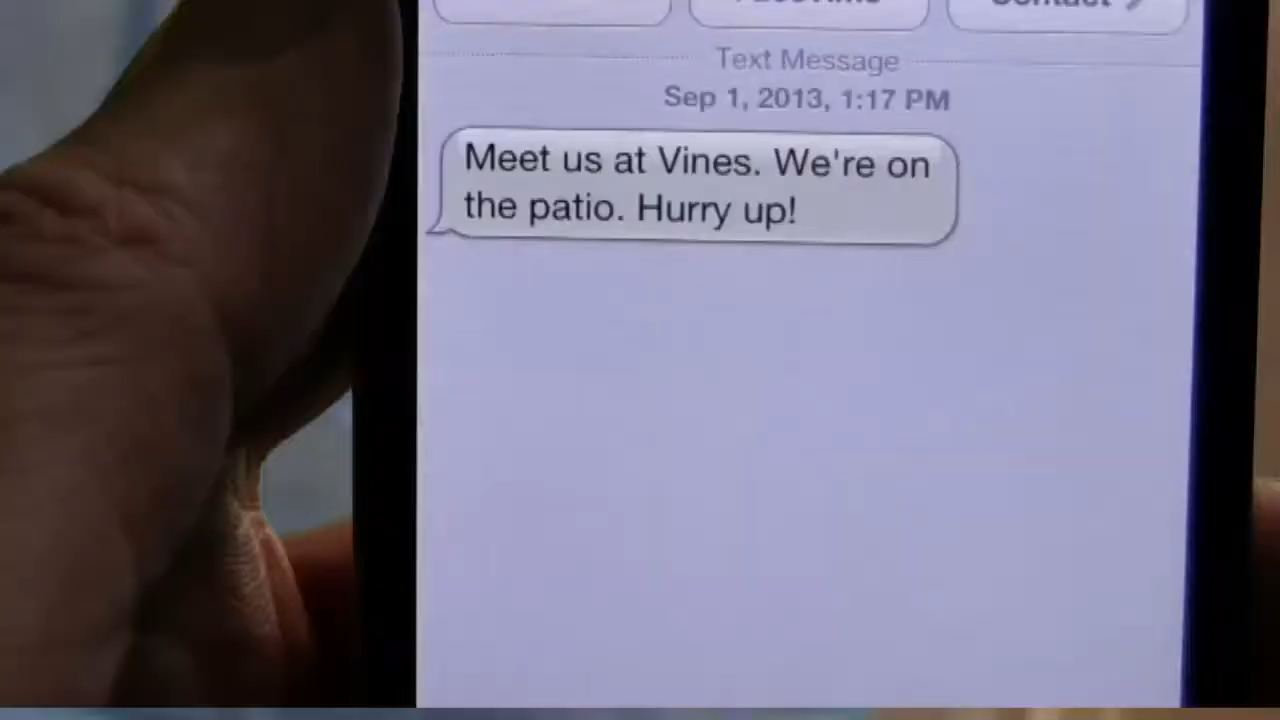 Contact
Text Message
Sep 1, 2013, 1:17 PM
Meet us at Vines. We're on
the patio. Hurry up!